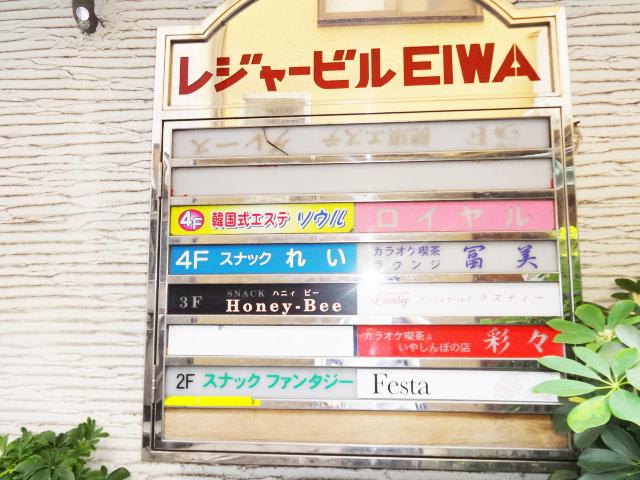 レジャービル EIWA
4F 韓国式エステ ソウル
ロイヤル
4F スナック れい
カラオケ喫茶
ラウンジ 冨美
3F SNACK ハニィ ビー
Honey-Bee
Lusty ラスティー
カラオケ喫茶&
いやしんぼの店 彩々
2F スナック ファンタジー
Festa